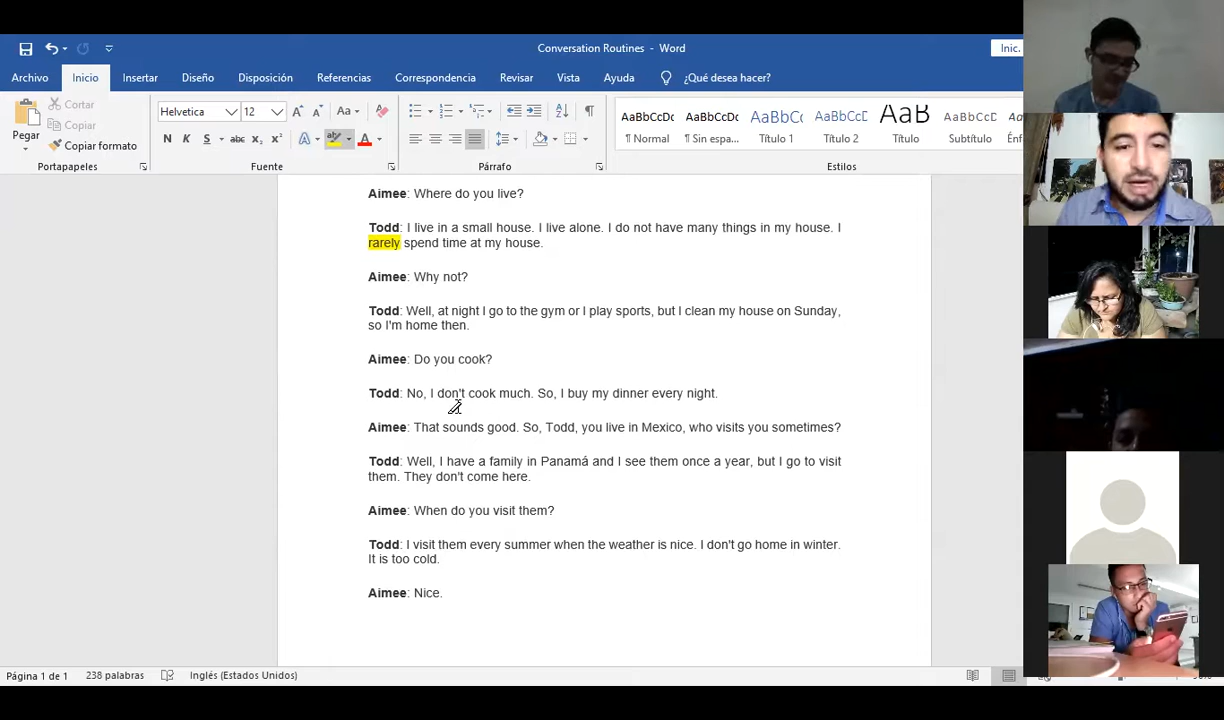 Conversation Routines - Word
Inic.
Archivo Inicio Insertar Diseño Disposición Referencias Correspondencia Revisar Vista Ayuda ¿Qué desea hacer?
Pegar
Cortar
Copiar
Copiar formato
Helvetica 12 Aa
N K S abc x₂ x² A A
AaBbCcDc AaBbCcDc AaBbC AaBbCcC AaB AaBbCcD
¶ Normal ¶ Sin espa... Título 1 Título 2 Título Subtítulo
Portapapeles Fuente Párrafo Estilos
Aimee: Where do you live?
Todd: I live in a small house. I live alone. I do not have many things in my house. I
rarely spend time at my house.
Aimee: Why not?
Todd: Well, at night I go to the gym or I play sports, but I clean my house on Sunday,
so I'm home then.
Aimee: Do you cook?
Todd: No, I don't cook much. So, I buy my dinner every night.
Aimee: That sounds good. So, Todd, you live in Mexico, who visits you sometimes?
Todd: Well, I have a family in Panamá and I see them once a year, but I go to visit
them. They don't come here.
Aimee: When do you visit them?
Todd: I visit them every summer when the weather is nice. I don't go home in winter.
It is too cold.
Aimee: Nice.
Página 1 de 1 238 palabras Inglés (Estados Unidos)